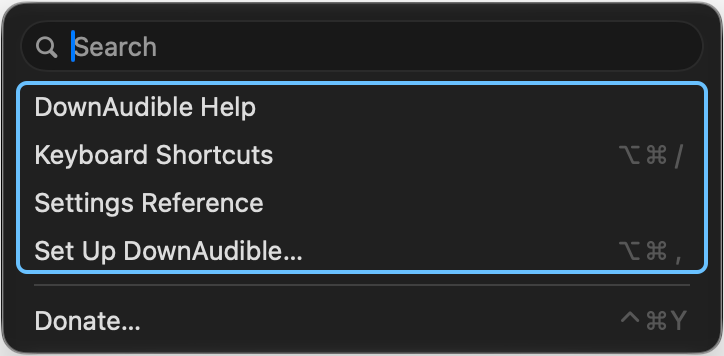 Search
DownAudible Help
Keyboard Shortcuts ⌥⌘/
Settings Reference
Set Up DownAudible... ⌥⌘,
Donate... ^⌘Y